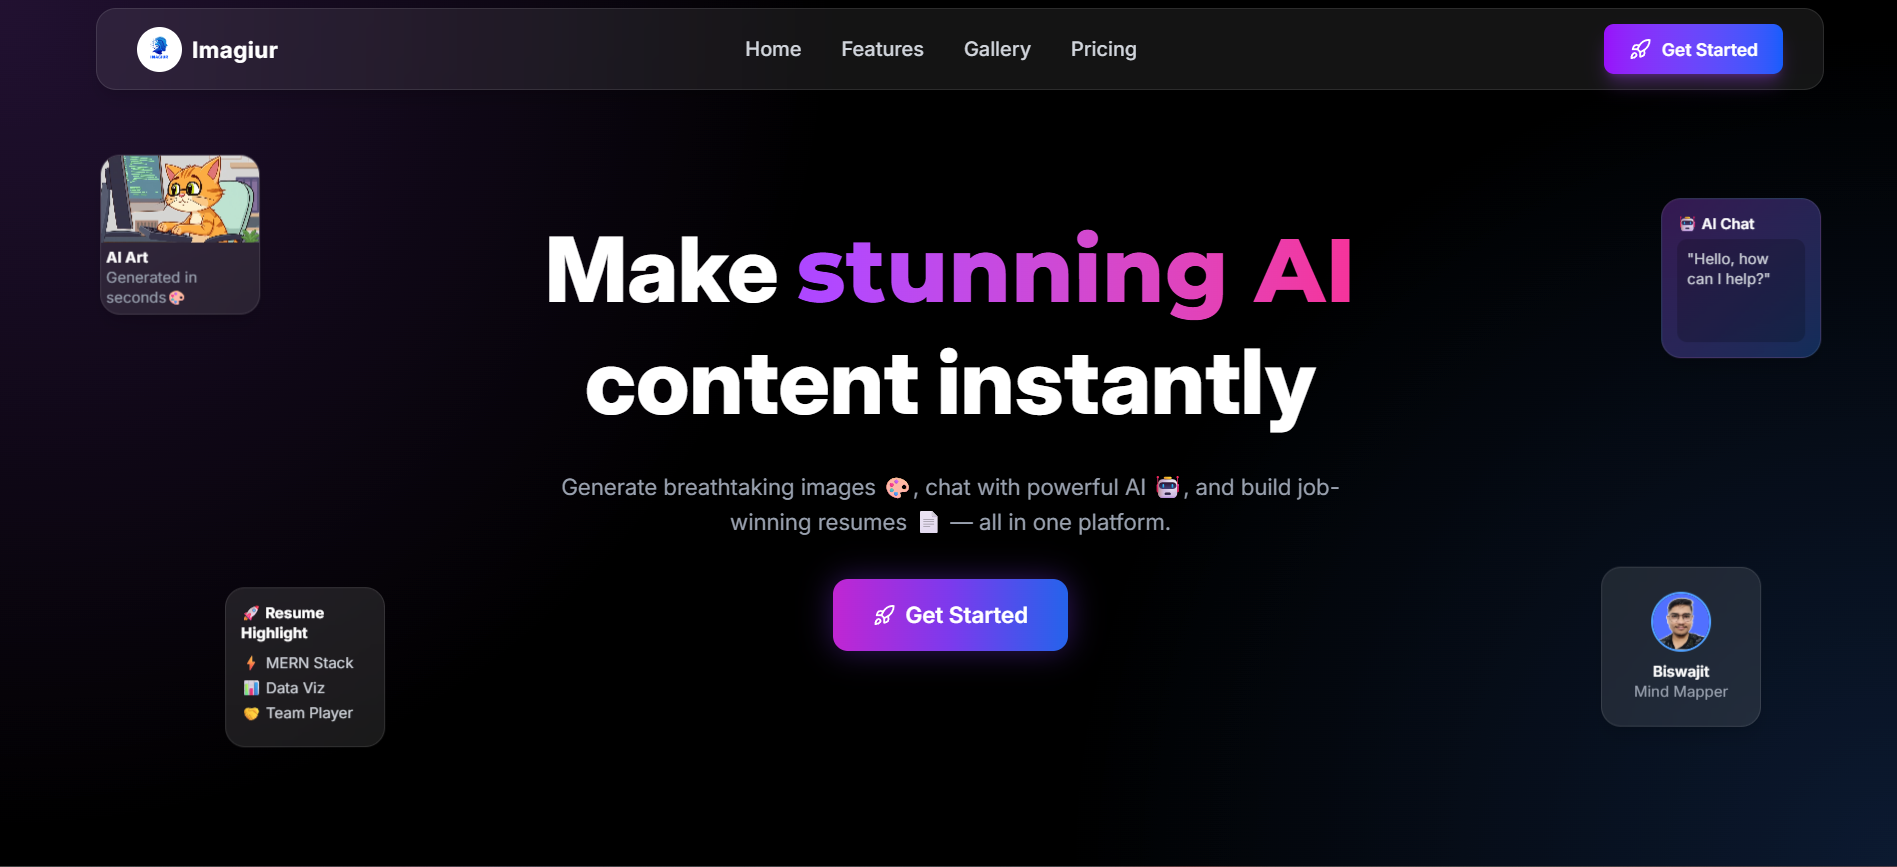 Imagiur
Home
Features
Gallery
Pricing
Get Started
AI Art
Generated in
seconds🎨
🤖 AI Chat
"Hello, how
can I help?"
Make stunning AI
content instantly
Generate breathtaking images 🎨, chat with powerful AI 🤖, and build job-
winning resumes 📄 — all in one platform.
Get Started
🚀 Resume
Highlight
⚡ MERN Stack
📊 Data Viz
🤝 Team Player
Biswajit
Mind Mapper